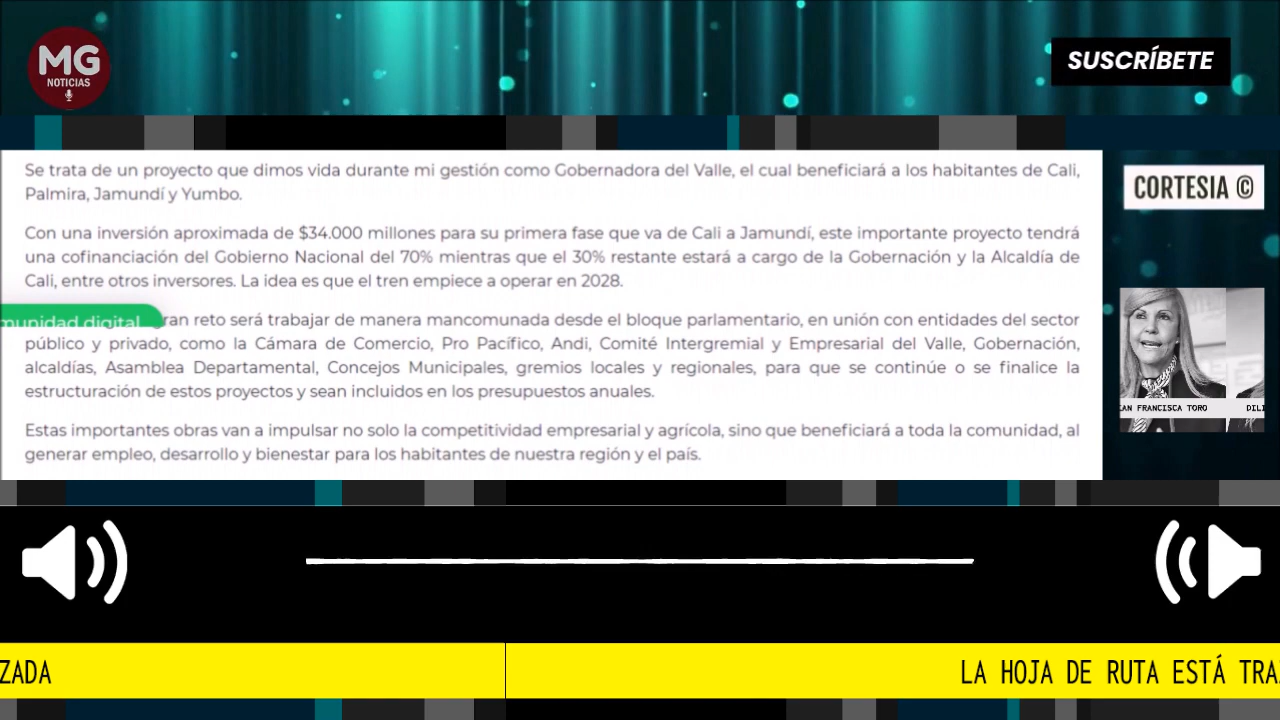 MG
NOTICIAS
SUSCRÍBETE
Se trata de un proyecto que dimos vida durante mi gestión como Gobernadora del Valle, el cual beneficiará a los habitantes de Cali,
Palmira, Jamundí y Yumbo.
CORTESIA ©
Con una inversión aproximada de $34.000 millones para su primera fase que va de Cali a Jamundí, este importante proyecto tendrá
una cofinanciación del Gobierno Nacional del 70% mientras que el 30% restante estará a cargo de la Gobernación y la Alcaldía de
Cali, entre otros inversores. La idea es que el tren empiece a operar en 2028.
munidad digital
ran reto será trabajar de manera mancomunada desde el bloque parlamentario, en unión con entidades del sector
público y privado, como la Cámara de Comercio, Pro Pacífico, Andi, Comité Intergremial y Empresarial del Valle, Gobernación,
alcaldías, Asamblea Departamental, Concejos Municipales, gremios locales y regionales, para que se continúe o se finalice la
estructuración de estos proyectos y sean incluidos en los presupuestos anuales.
AN FRANCISCA TORO DILI
Estas importantes obras van a impulsar no solo la competitividad empresarial y agrícola, sino que beneficiará a toda la comunidad, al
generar empleo, desarrollo y bienestar para los habitantes de nuestra región y el país.
ZADA LA HOJA DE RUTA ESTÁ TRA